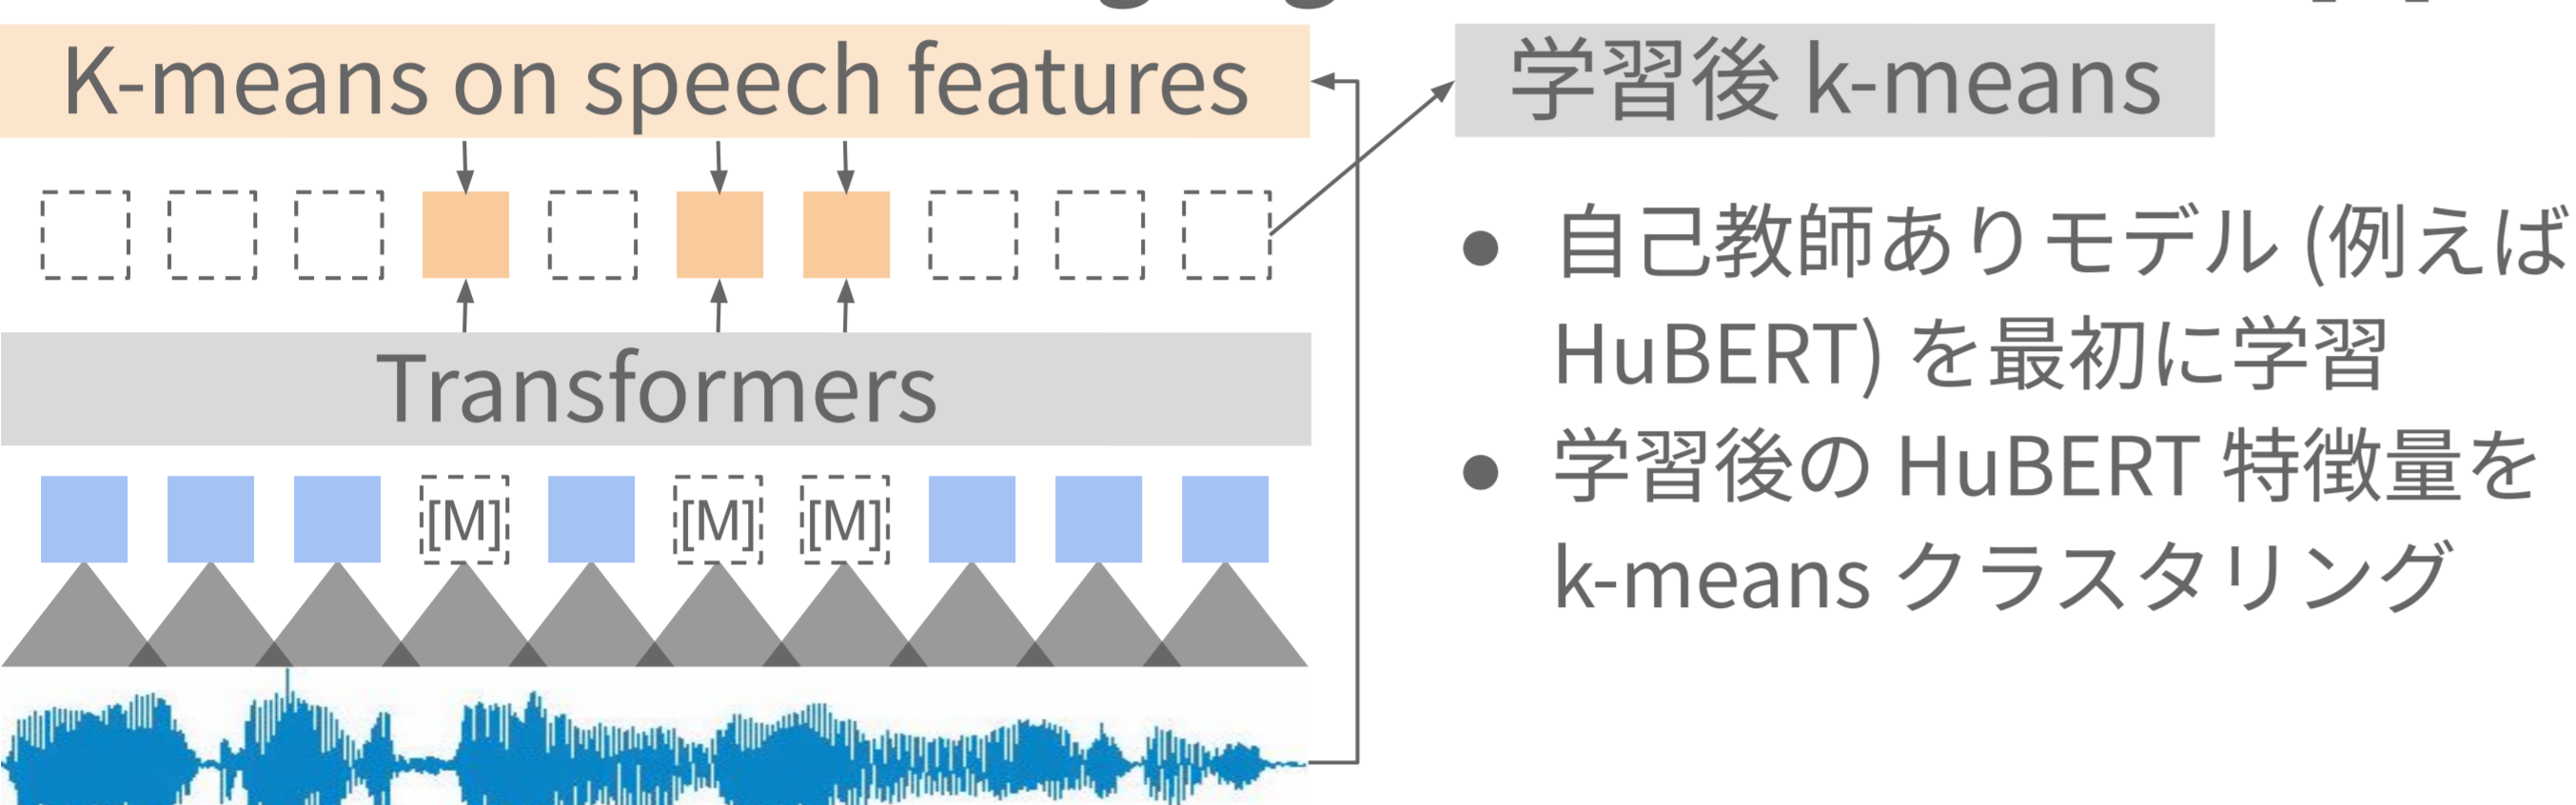 K-means on speech features
Transformers
[M] [M] [M]
学習後 k-means
● 自己教師ありモデル (例えば
HuBERT) を最初に学習
● 学習後の HuBERT 特徴量を
k-means クラスタリング